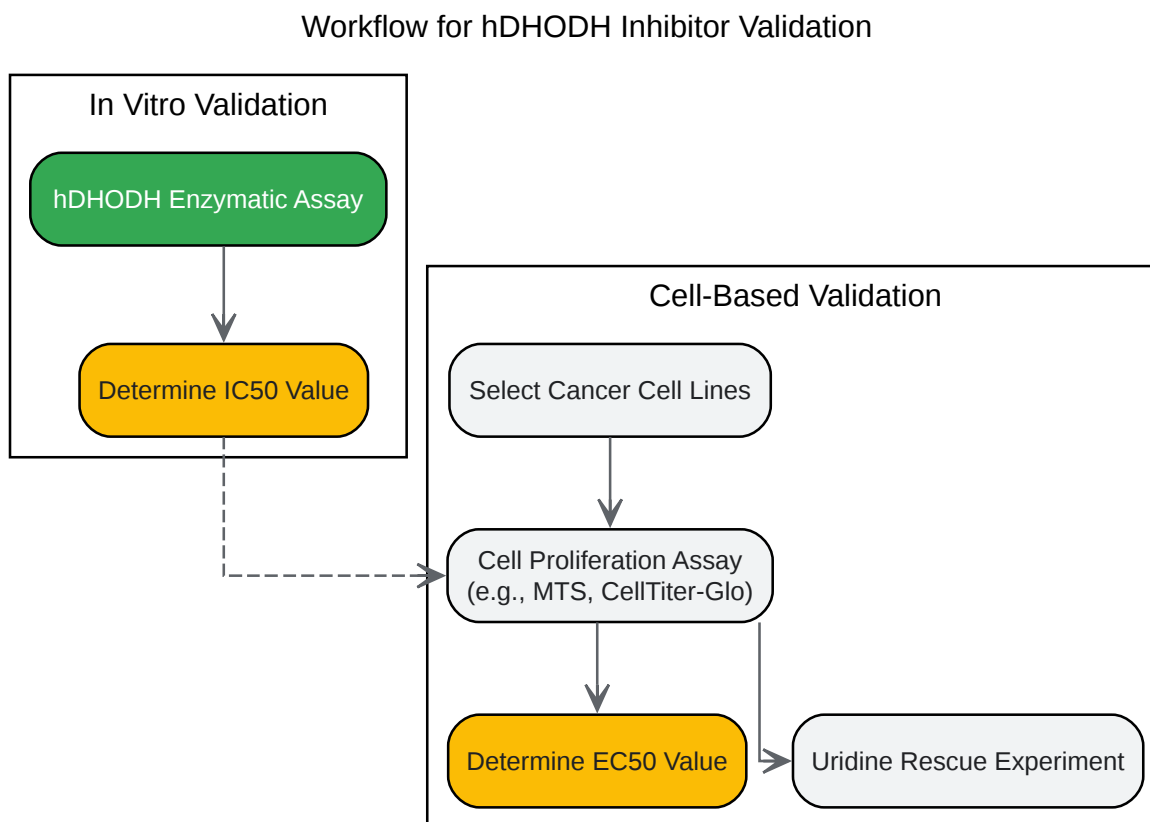 Workflow for hDHODH Inhibitor Validation
In Vitro Validation
hDHODH Enzymatic Assay
Determine IC50 Value
Cell-Based Validation
Select Cancer Cell Lines
Cell Proliferation Assay
(e.g., MTS, CellTiter-Glo)
Determine EC50 Value
Uridine Rescue Experiment